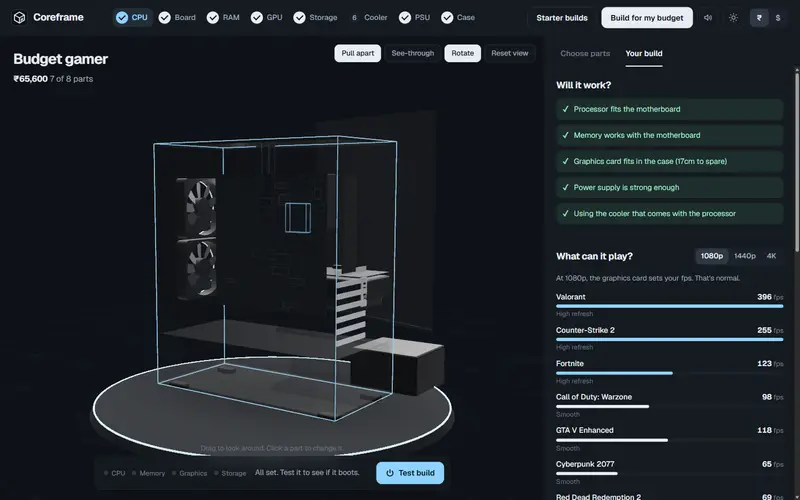 Coreframe
CPU
Board
RAM
GPU
Storage
6 Cooler
PSU
Case
Starter builds
Build for my budget
₹
$
Budget gamer
₹65,600 7 of 8 parts
Pull apart
See-through
Rotate
Reset view
Choose parts
Your build
Will it work?
Processor fits the motherboard
Memory works with the motherboard
Graphics card fits in the case (17cm to spare)
Power supply is strong enough
Using the cooler that comes with the processor
What can it play?
1080p
1440p
4K
At 1080p, the graphics card sets your fps. That's normal.
Valorant 396 fps
High refresh
Counter-Strike 2 255 fps
High refresh
Fortnite 123 fps
High refresh
Call of Duty: Warzone 98 fps
Smooth
GTA V Enhanced 118 fps
Smooth
Cyberpunk 2077 65 fps
Smooth
Red Dead Redemption 2 69 fps
Drag to look around. Click a part to change it.
CPU
Memory
Graphics
Storage
All set. Test it to see if it boots.
Test build